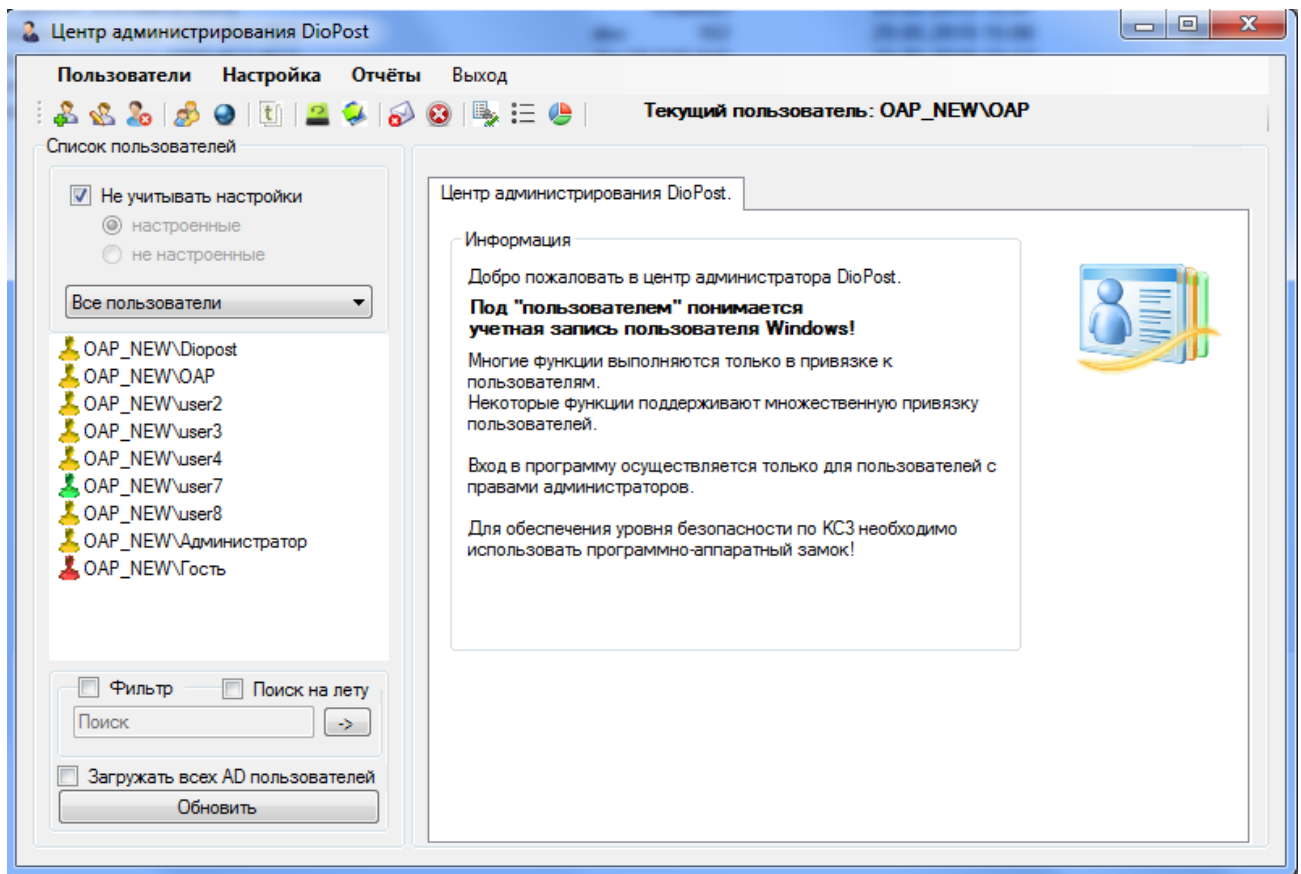 Центр администрирования DioPost
Пользователи Настройка Отчёты Выход
Текущий пользователь: OAP_NEW\OAP
Список пользователей
Не учитывать настройки
настроенные
не настроенные
Все пользователи
OAP_NEW\Diopost
OAP_NEW\OAP
OAP_NEW\user2
OAP_NEW\user3
OAP_NEW\user4
OAP_NEW\user7
OAP_NEW\user8
OAP_NEW\Администратор
OAP_NEW\Гость
Фильтр Поиск на лету
Поиск ->
Загружать всех AD пользователей
Обновить
Центр администрирования DioPost.
Информация
Добро пожаловать в центр администратора DioPost.
Под "пользователем" понимается
учетная запись пользователя Windows!
Многие функции выполняются только в привязке к
пользователям.
Некоторые функции поддерживают множественную привязку
пользователей.
Вход в программу осуществляется только для пользователей с
правами администраторов.
Для обеспечения уровня безопасности по КС3 необходимо
использовать программно-аппаратный замок!